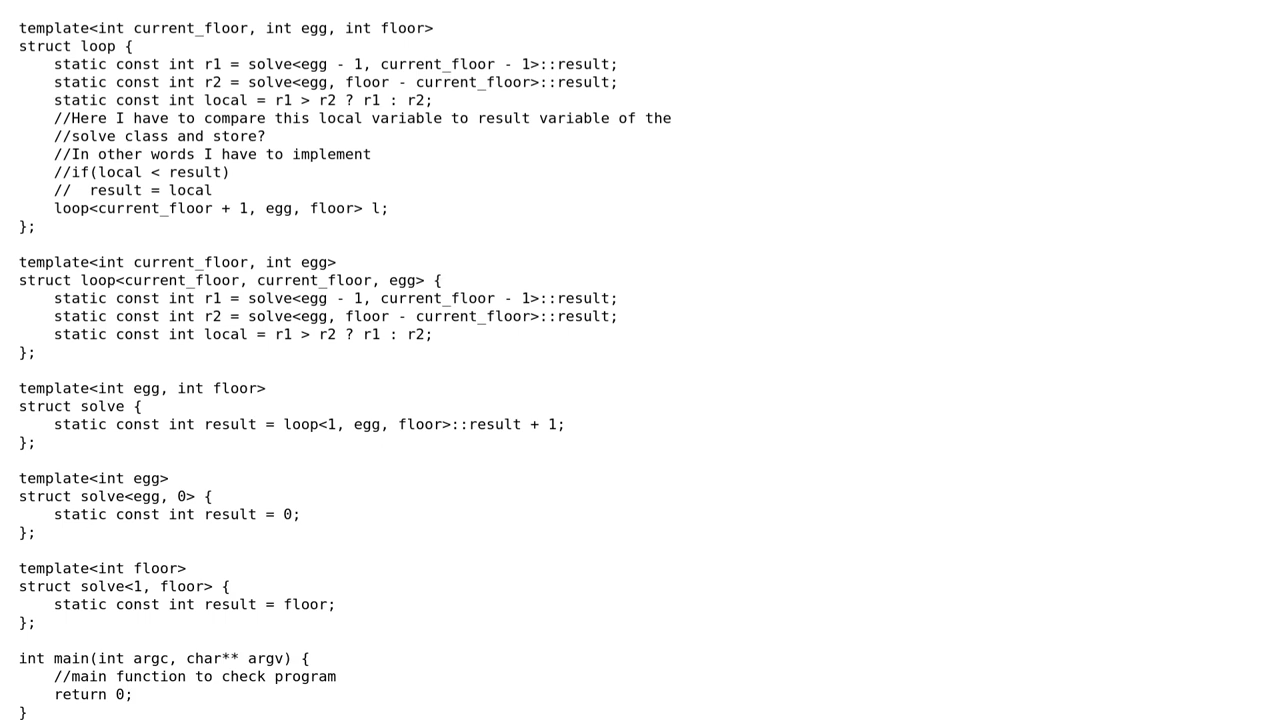 template<int current_floor, int egg, int floor>
struct loop {
    static const int r1 = solve<egg - 1, current_floor - 1>::result;
    static const int r2 = solve<egg, floor - current_floor>::result;
    static const int local = r1 > r2 ? r1 : r2;
    //Here I have to compare this local variable to result variable of the
    //solve class and store?
    //In other words I have to implement
    //if(local < result)
    //  result = local
    loop<current_floor + 1, egg, floor> l;
};

template<int current_floor, int egg>
struct loop<current_floor, current_floor, egg> {
    static const int r1 = solve<egg - 1, current_floor - 1>::result;
    static const int r2 = solve<egg, floor - current_floor>::result;
    static const int local = r1 > r2 ? r1 : r2;
};

template<int egg, int floor>
struct solve {
    static const int result = loop<1, egg, floor>::result + 1;
};

template<int egg>
struct solve<egg, 0> {
    static const int result = 0;
};

template<int floor>
struct solve<1, floor> {
    static const int result = floor;
};

int main(int argc, char** argv) {
    //main function to check program
    return 0;
}